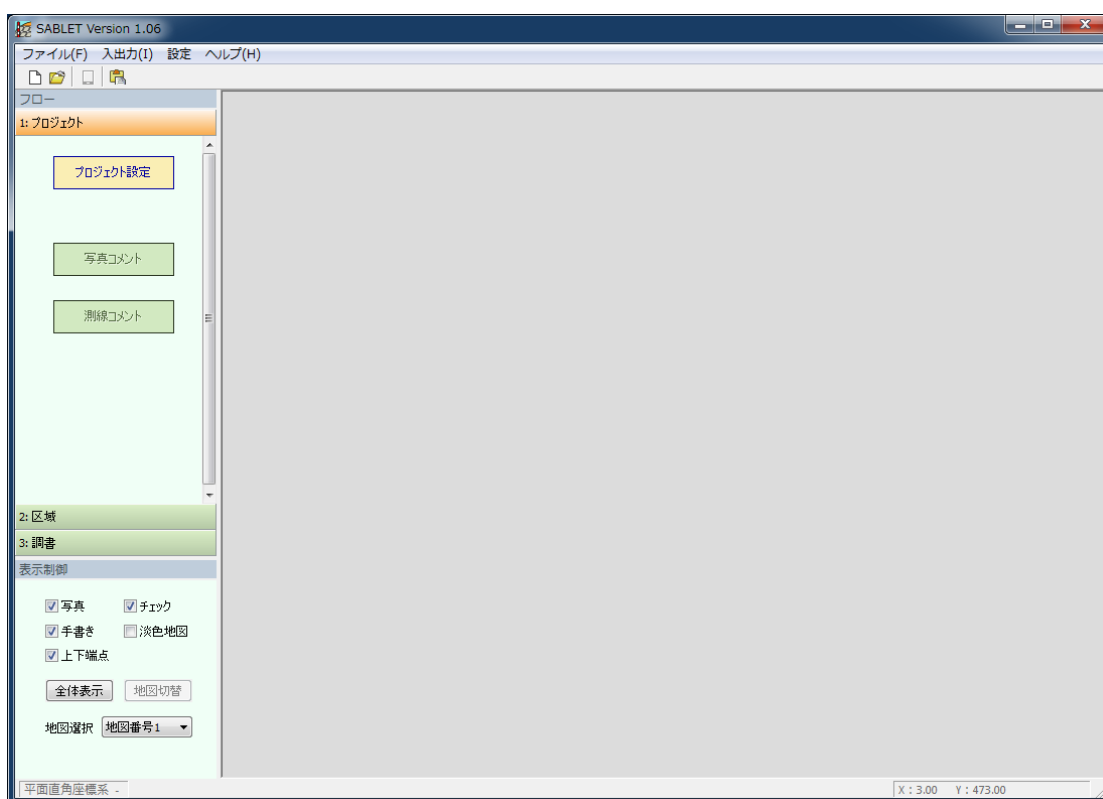 SABLET Version 1.06
ファイル(F) 入出力(I) 設定 ヘルプ(H)
フロー
1: プロジェクト
プロジェクト設定
写真コメント
測線コメント
2: 区域
3: 調書
表示制御
写真 チェック
手書き 淡色地図
上下端点
全体表示 地図切替
地図選択 地図番号1
平面直角座標系 -
X : 3.00 Y : 473.00